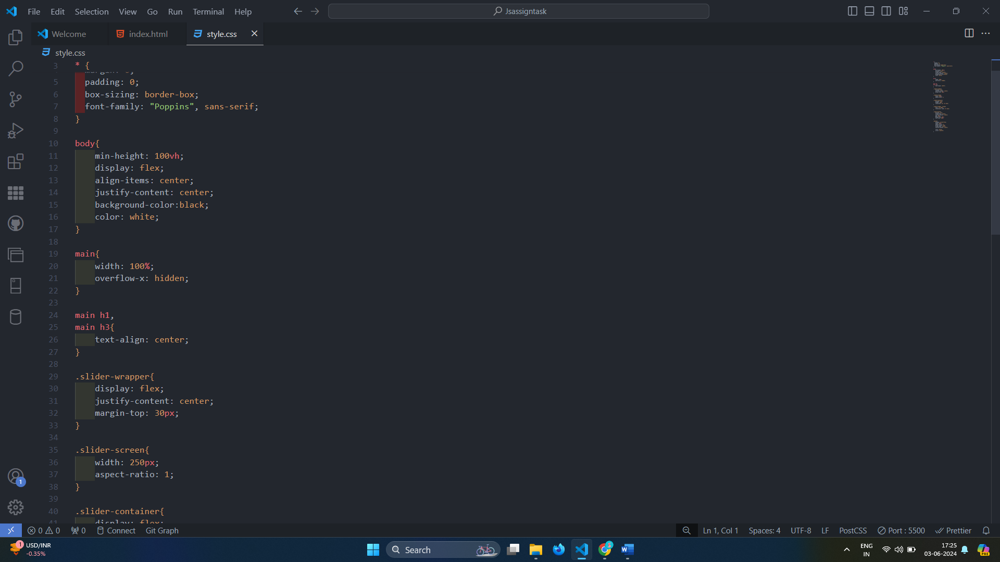 File Edit Selection View Go Run Terminal Help
Jsassigntask
Welcome
index.html
style.css
style.css
3 * {
margin: 0;
5 padding: 0;
6 box-sizing: border-box;
7 font-family: "Poppins", sans-serif;
8 }
9
10 body{
11 min-height: 100vh;
12 display: flex;
13 align-items: center;
14 justify-content: center;
15 background-color:black;
16 color: white;
17 }
18
19 main{
20 width: 100%;
21 overflow-x: hidden;
22 }
23
24 main h1,
25 main h3{
26 text-align: center;
27 }
28
29 .slider-wrapper{
30 display: flex;
31 justify-content: center;
32 margin-top: 30px;
33 }
34
35 .slider-screen{
36 width: 250px;
37 aspect-ratio: 1;
38 }
39
40 .slider-container{
41 display: flex;
1
0 0 0 Connect Git Graph
Ln 1, Col 1 Spaces: 4 UTF-8 LF PostCSS Port : 5500 Prettier
1
USD/INR
-0.35%
Search
ENG
IN
17:25
03-06-2024
PRE